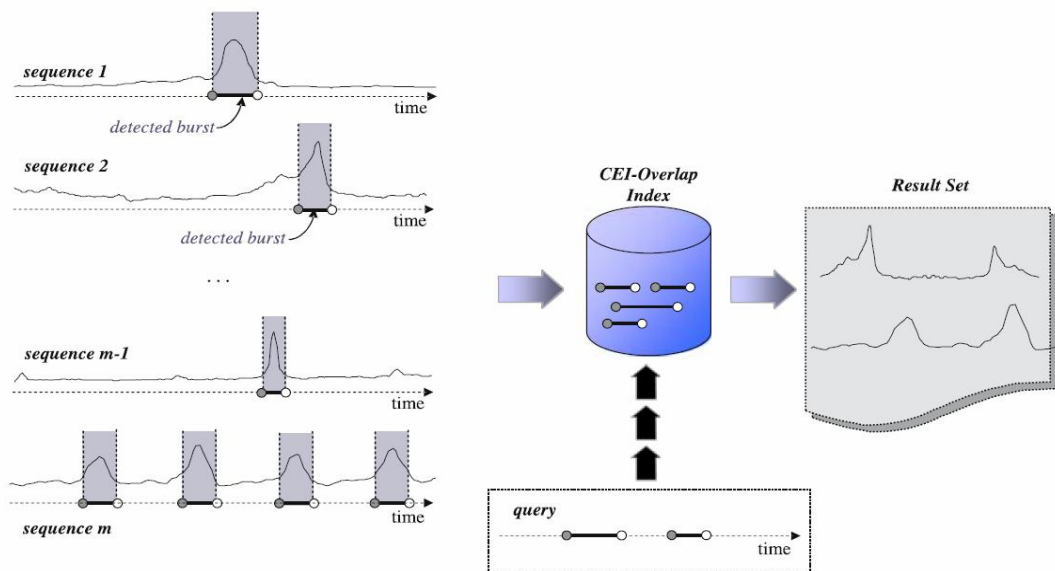 sequence 1
time
detected burst
sequence 2
time
detected burst
...
sequence m-1
time
time
sequence m
CEI-Overlap
Index
Result Set
query
time